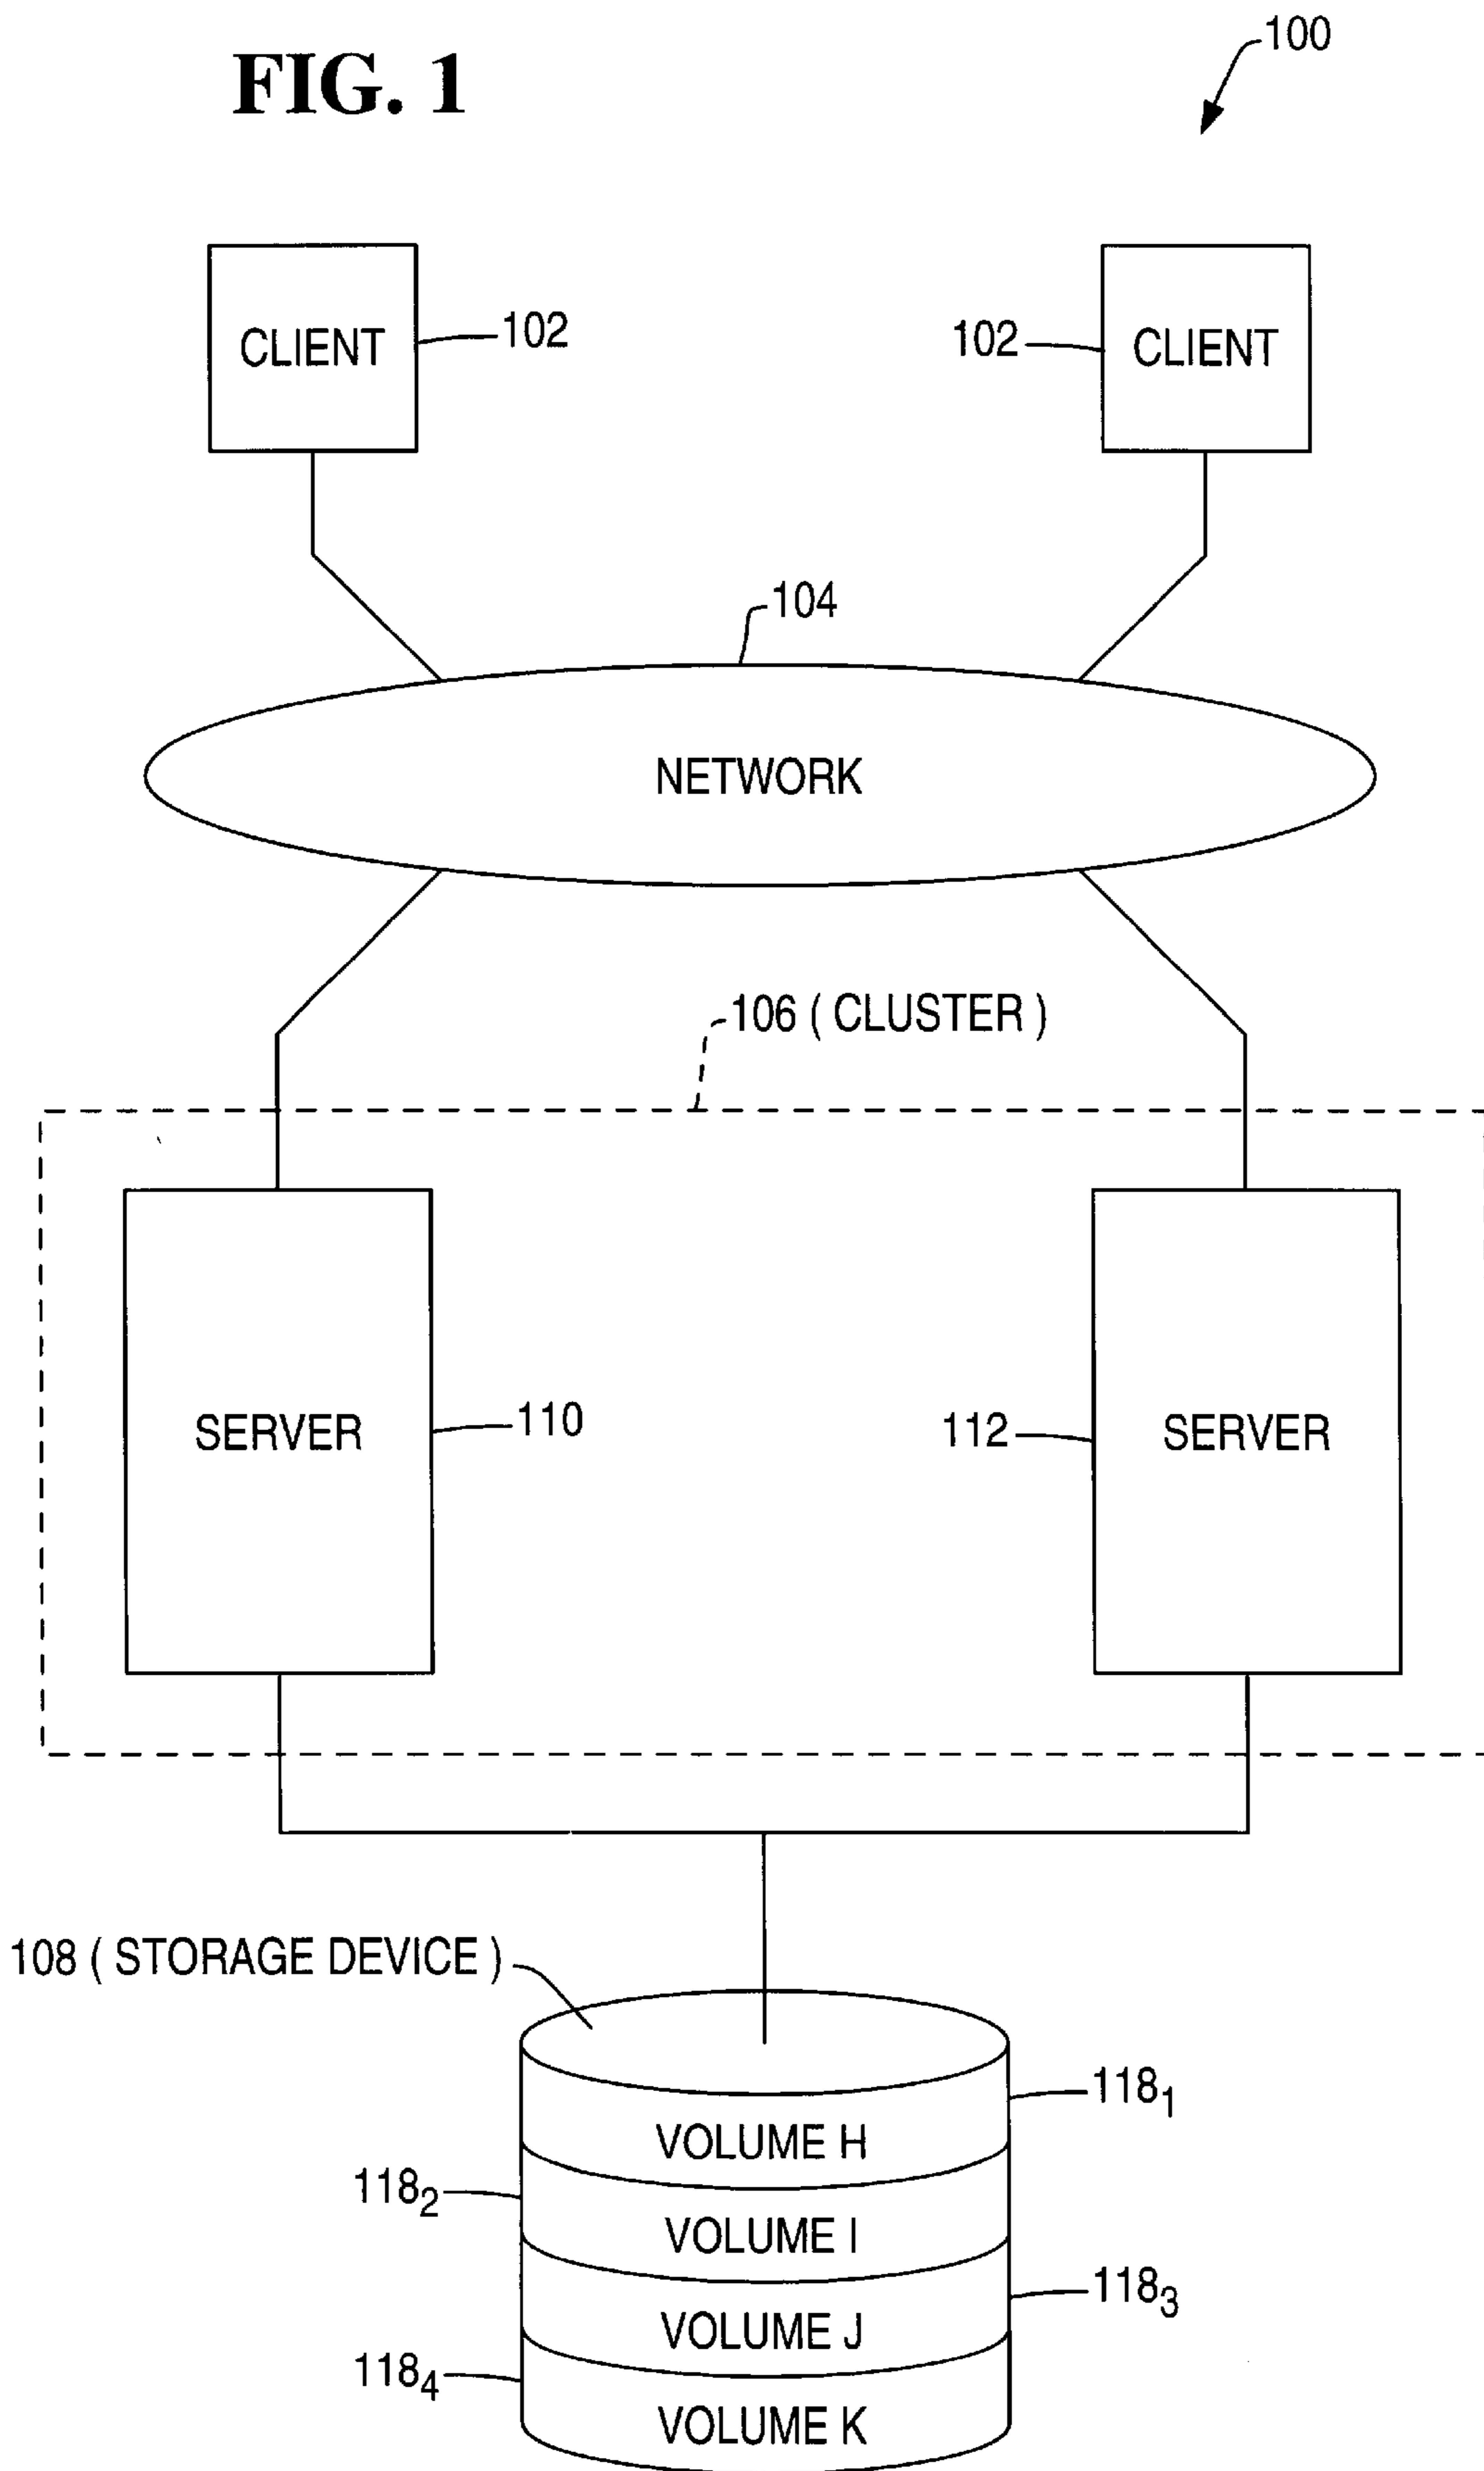 FIG. 1
100
CLIENT
102
102
CLIENT
104
NETWORK
106 ( CLUSTER )
SERVER
110
112
SERVER
108 ( STORAGE DEVICE )
118₁
VOLUME H
118₂
VOLUME I
118₃
VOLUME J
118₄
VOLUME K